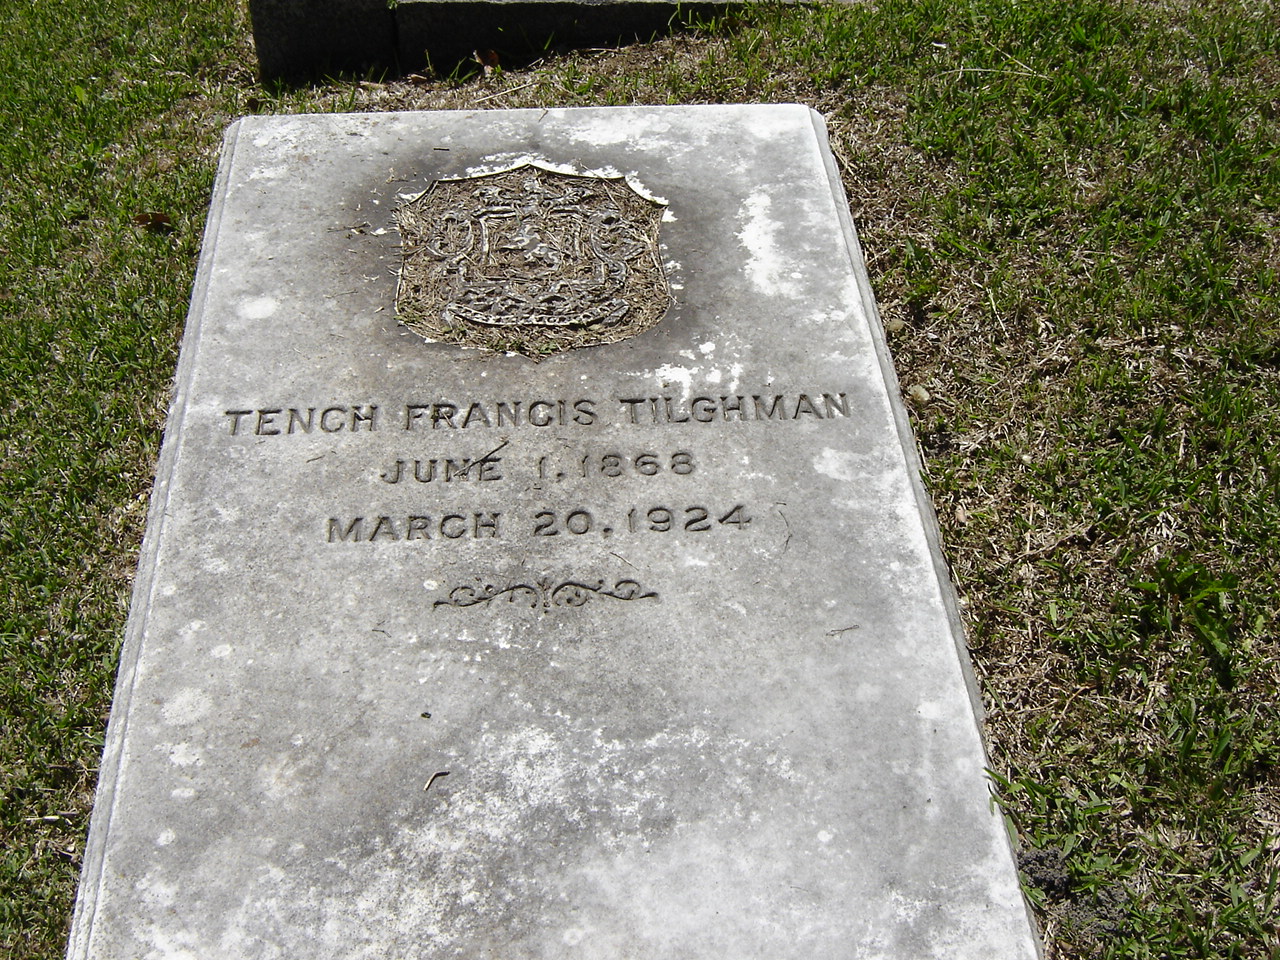 TENCH FRANCIS TILGHMAN
JUNE 1.1868
MARCH 20.1924